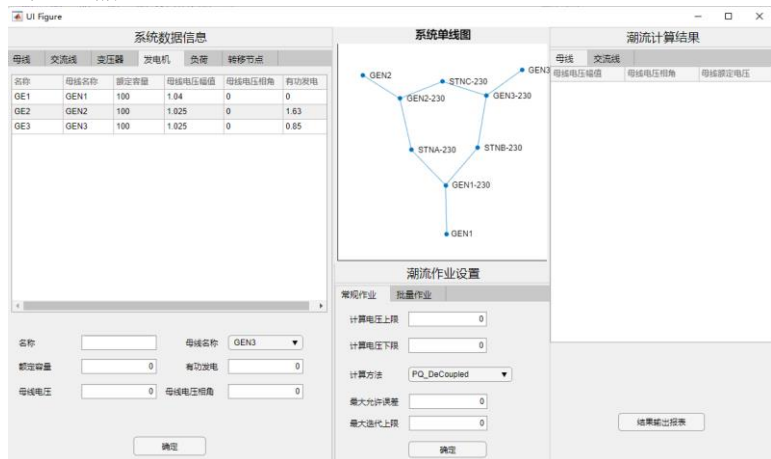 UI Figure
系统数据信息
母线 交流线 变压器 发电机 负荷 转移节点
名称 母线名称 额定容量 母线电压幅值 母线电压相角 有功发电
GE1 GEN1 100 1.04 0 0
GE2 GEN2 100 1.025 0 1.63
GE3 GEN3 100 1.025 0 0.85
名称 母线名称 GEN3
额定容量 0 有功发电 0
母线电压 0 母线电压相角 0
确定
系统单线图
GEN2 STNC-230 GEN3
GEN2-230 GEN3-230
STNA-230 STNB-230
GEN1-230
GEN1
潮流作业设置
常规作业 批量作业
计算电压上限 0
计算电压下限 0
计算方法 PQ_DeCoupled
最大允许误差 0
最大迭代上限 0
确定
潮流计算结果
母线 交流线
母线电压幅值 母线电压相角 母线额定电压
结果输出报表